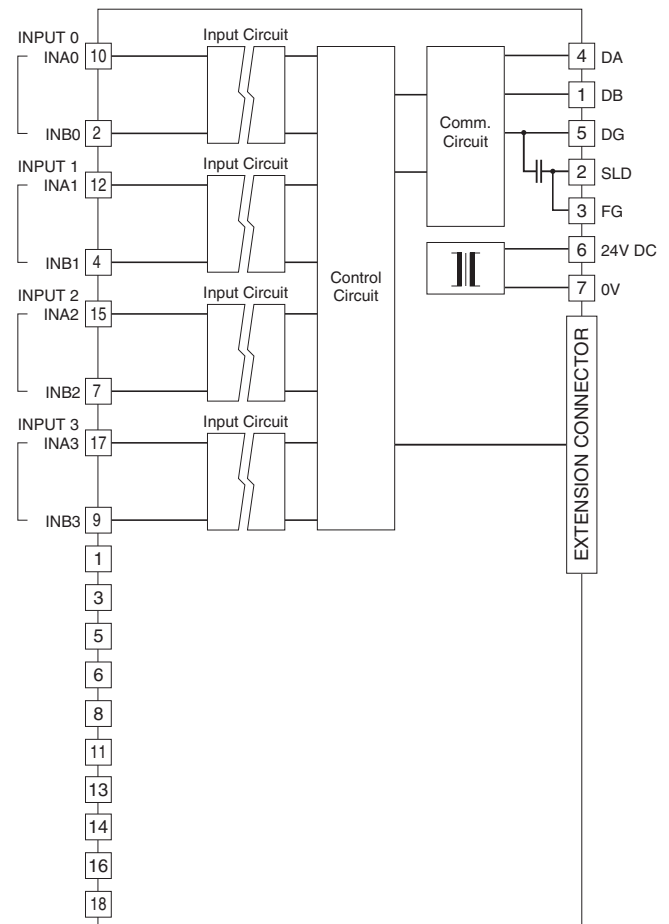 INPUT 0
INA0 10
INB0 2
Input Circuit
INPUT 1
INA1 12
INB1 4
Input Circuit
INPUT 2
INA2 15
INB2 7
Input Circuit
INPUT 3
INA3 17
INB3 9
Input Circuit
1
3
5
6
8
11
13
14
16
18
Control
Circuit
Comm.
Circuit
4 DA
1 DB
5 DG
2 SLD
3 FG
6 24V DC
7 0V
EXTENSION CONNECTOR